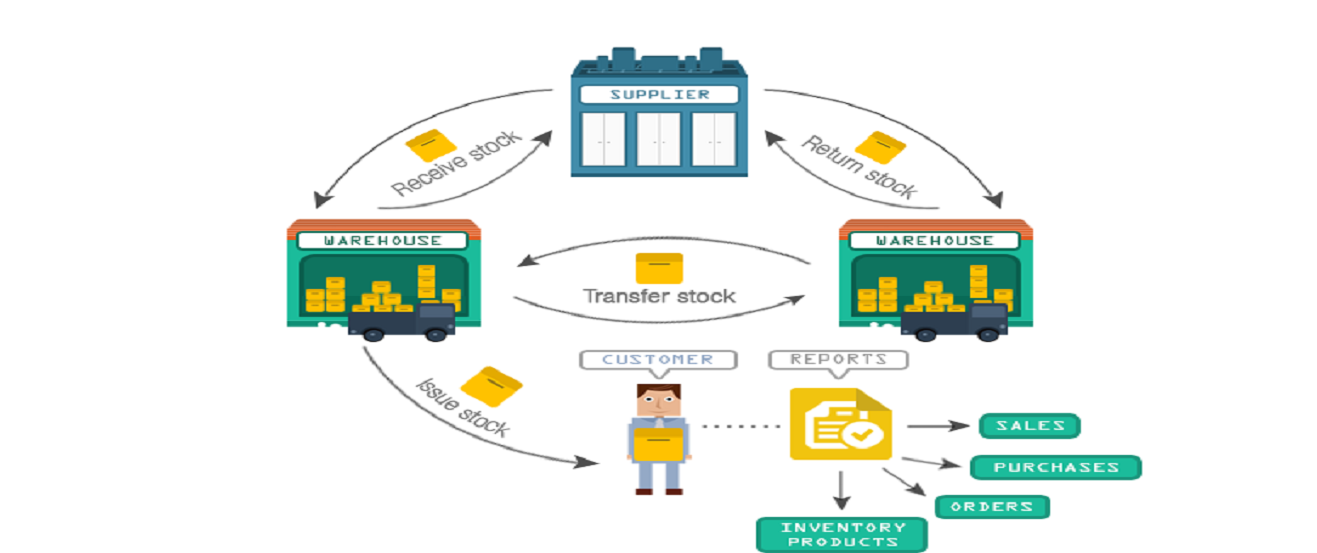 SUPPLIER
Receive stock
Return stock
WAREHOUSE
WAREHOUSE
Transfer stock
CUSTOMER
REPORTS
Issue stock
SALES
PURCHASES
ORDERS
INVENTORY
PRODUCTS